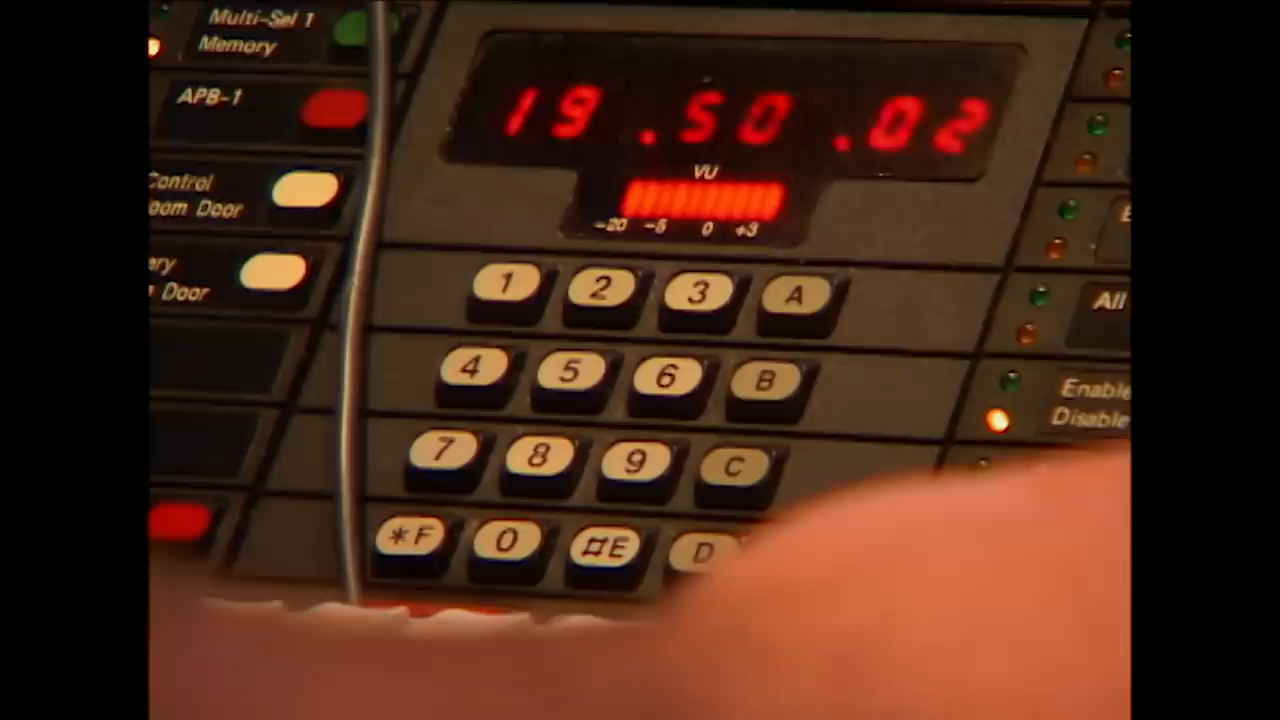 Multi-Sel 1
Memory
APB-1
Control
oom Door
ary
Door
19.50.02
VU
-20 -5 0 +3
1 2 3 A
4 5 6 B
7 8 9 C
*F 0 #E D
All
Enable
Disable